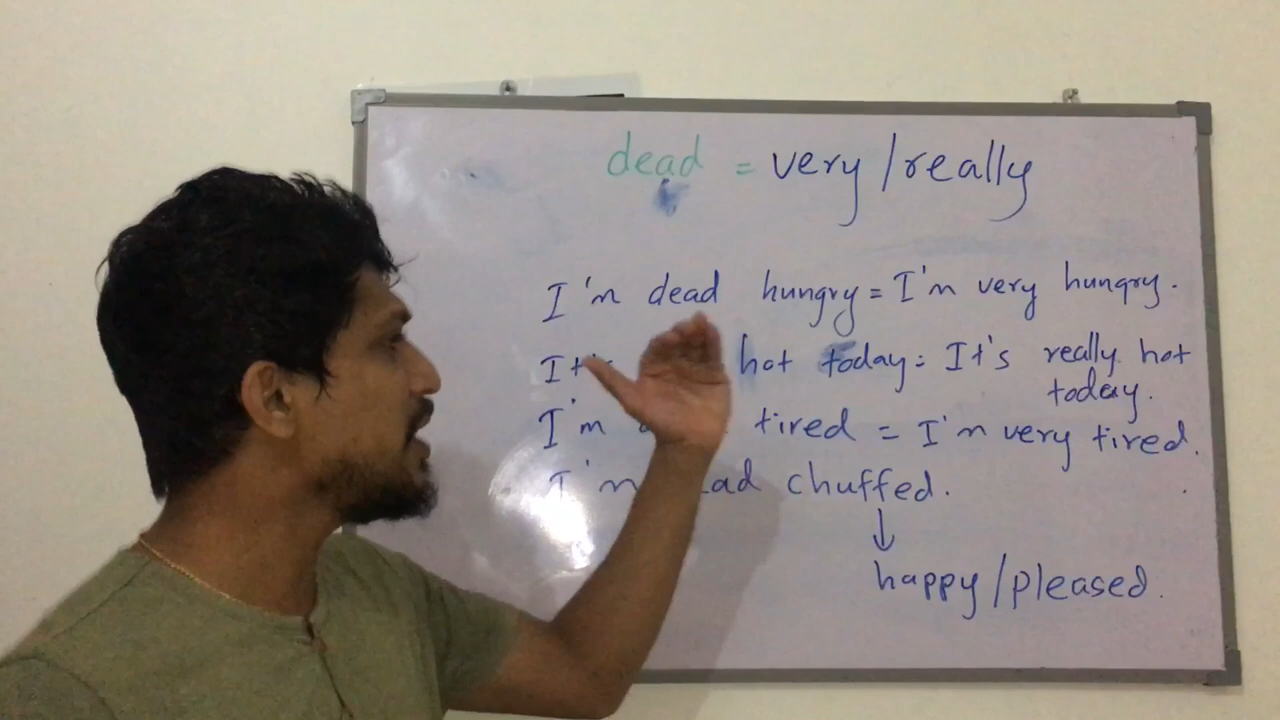 dead = very/really
I'm dead hungry = I'm very hungry.
It's hot today = It's really hot
today.
I'm tired = I'm very tired.
I'm chuffed.
↓
happy/pleased.